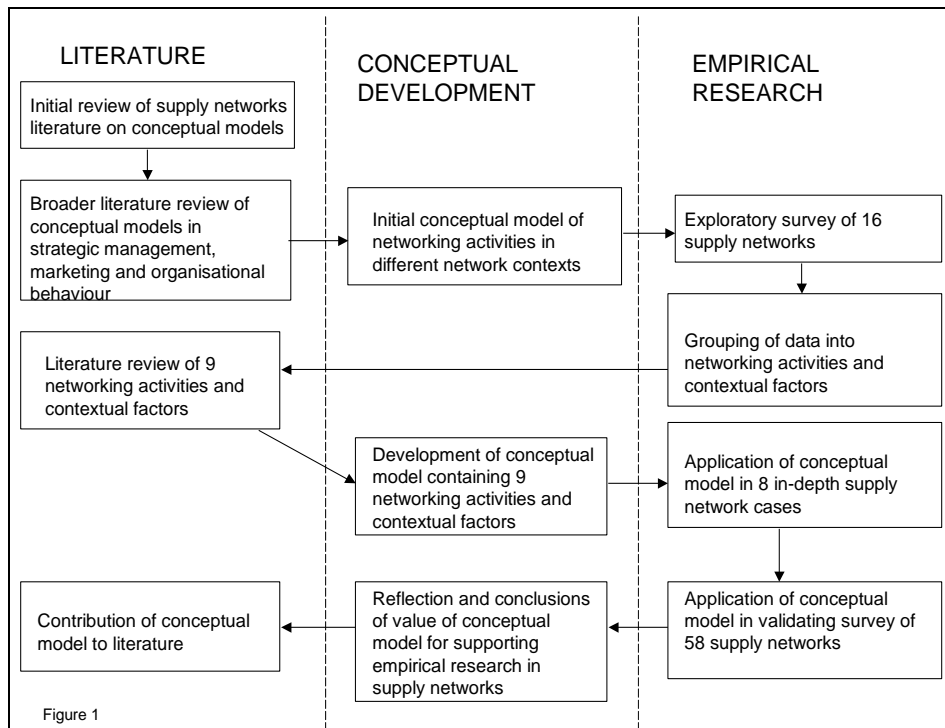 LITERATURE
CONCEPTUAL
DEVELOPMENT
EMPIRICAL
RESEARCH
Initial review of supply networks
literature on conceptual models
Broader literature review of
conceptual models in
strategic management,
marketing and organisational
behaviour
Initial conceptual model of
networking activities in
different network contexts
Exploratory survey of 16
supply networks
Grouping of data into
networking activities and
contextual factors
Literature review of 9
networking activities and
contextual factors
Development of conceptual
model containing 9
networking activities and
contextual factors
Application of conceptual
model in 8 in-depth supply
network cases
Application of conceptual
model in validating survey of
58 supply networks
Reflection and conclusions
of value of conceptual
model for supporting
empirical research in
supply networks
Contribution of conceptual
model to literature
Figure 1